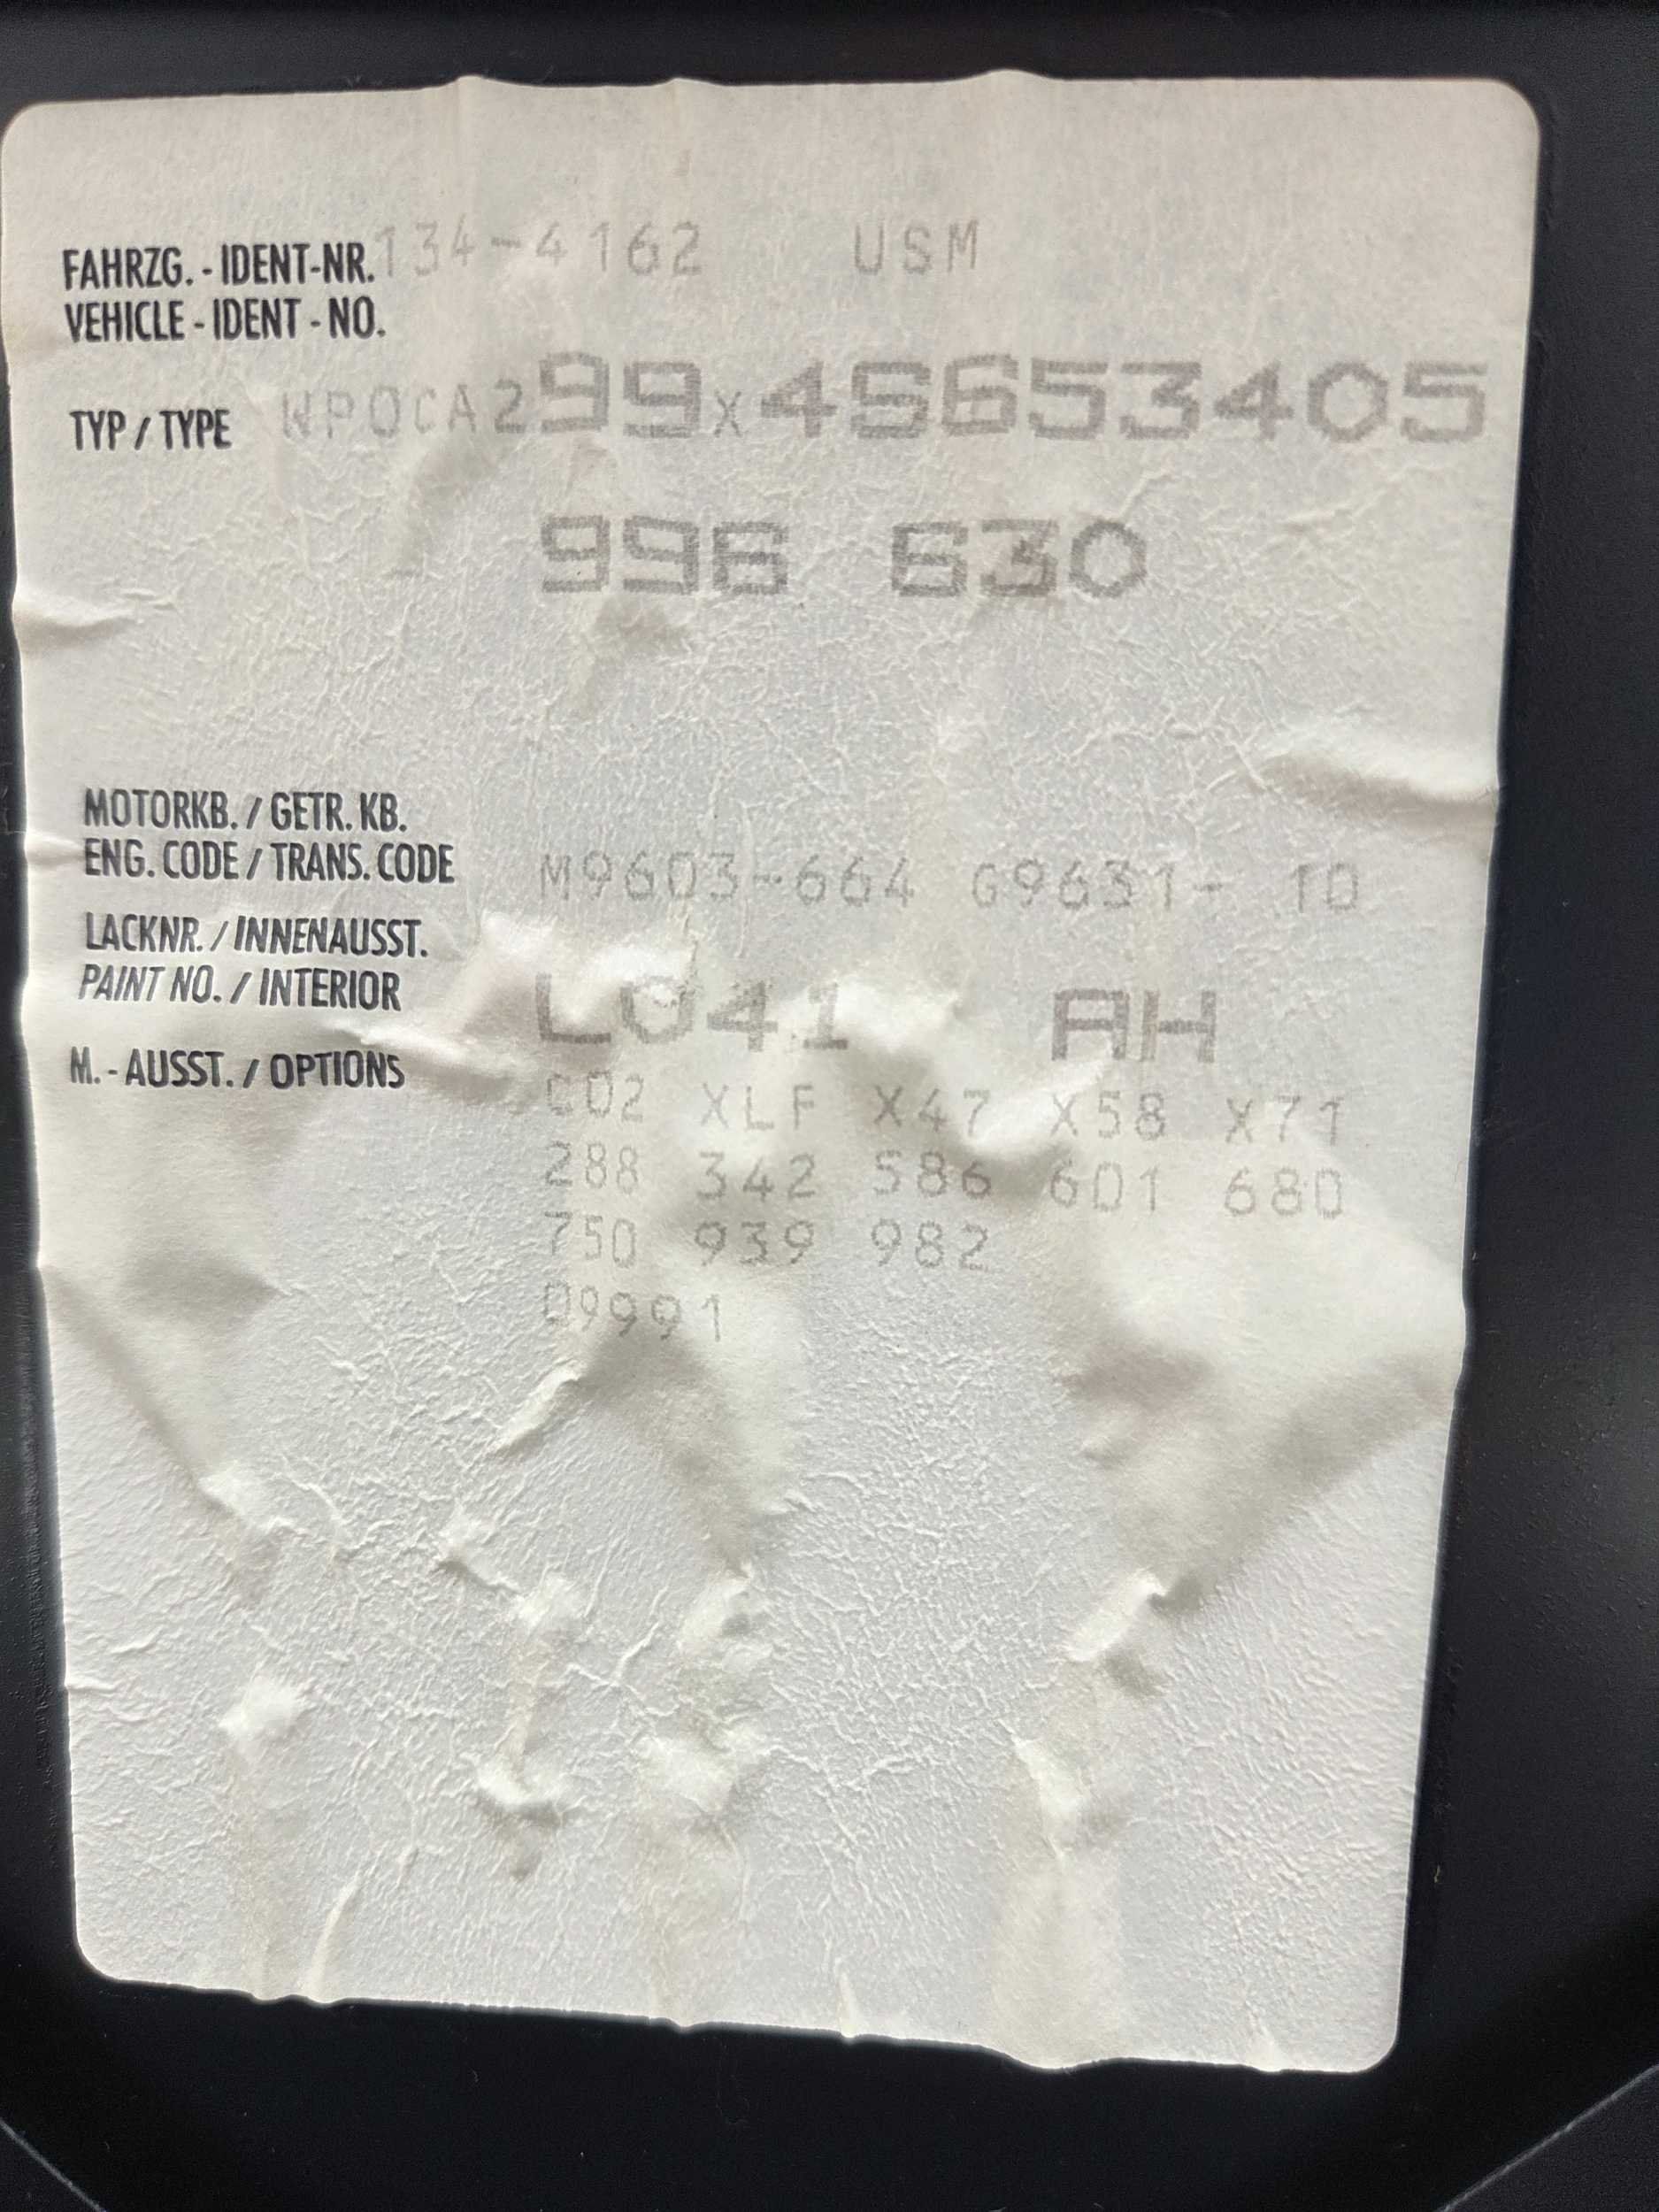 FAHRZG. - IDENT-NR. 134-4162 USM
VEHICLE - IDENT - NO.
WP0CA299x4S653405
TYP / TYPE
996 630
MOTORKB. / GETR. KB.
ENG. CODE / TRANS. CODE
M9603-664 G9631- 10
LACKNR. / INNENAUSST.
PAINT NO. / INTERIOR
L041 AH
M. - AUSST. / OPTIONS
C02 XLF X47 X58 X71
288 342 586 601 680
750 939 982
09991